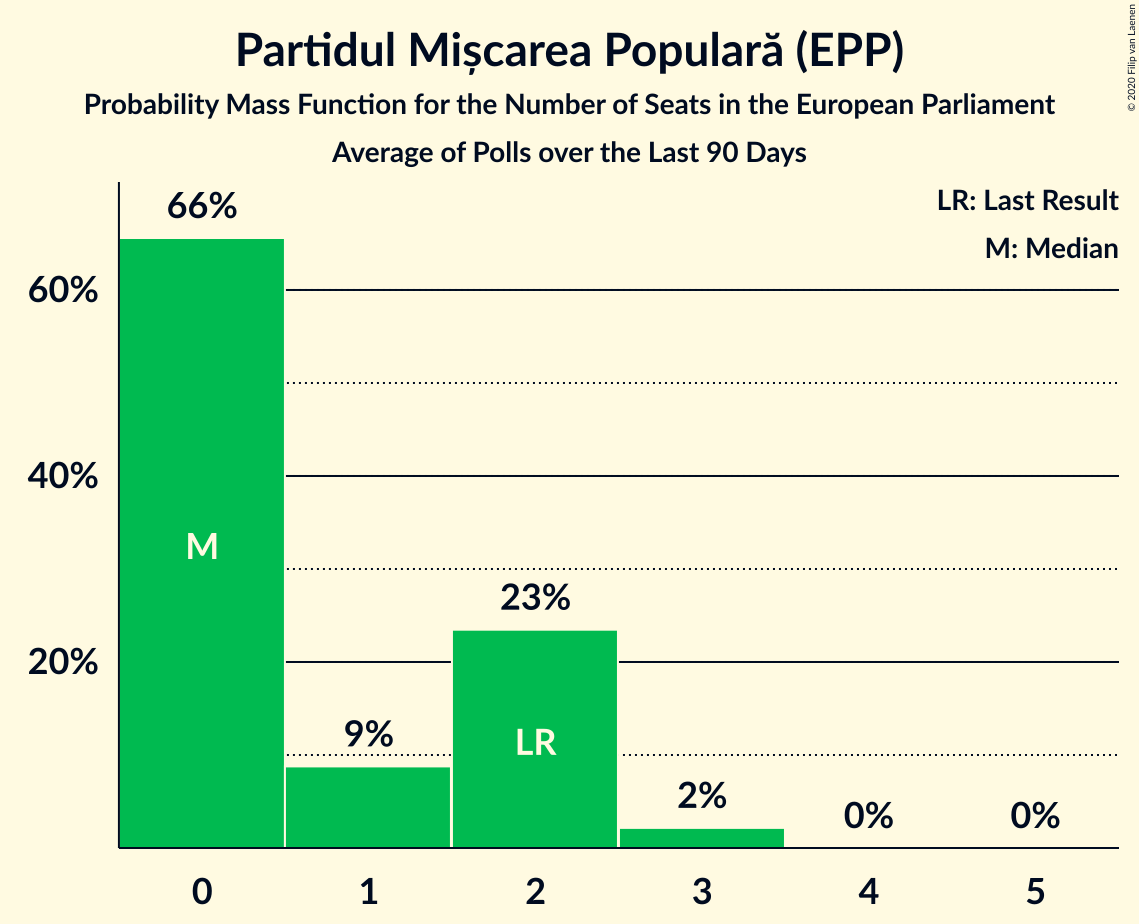 Partidul Mișcarea Populară (EPP)
Probability Mass Function for the Number of Seats in the European Parliament
Average of Polls over the Last 90 Days
© 2020 Filip van Laenen
LR: Last Result
M: Median
66%
60%
40%
M
23%
20%
LR
9%
2%
0%
0%
0 1 2 3 4 5